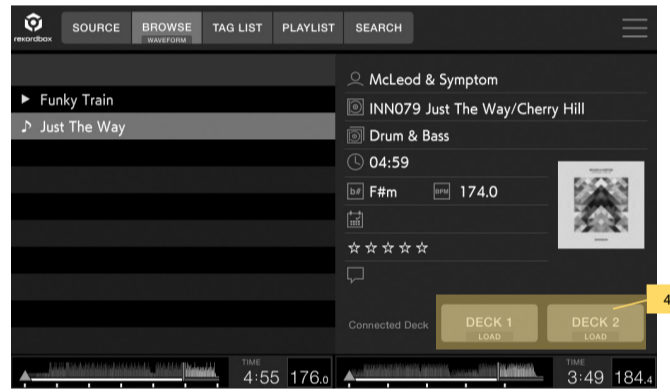 rekordbox
SOURCE
BROWSE
WAVEFORM
TAG LIST
PLAYLIST
SEARCH
McLeod & Symptom
Funky Train
INN079 Just The Way/Cherry Hill
Just The Way
Drum & Bass
04:59
b# F#m BPM 174.0
4
Connected Deck
DECK 1
LOAD
DECK 2
LOAD
TIME
4:55 176.0
TIME
3:49 184.4